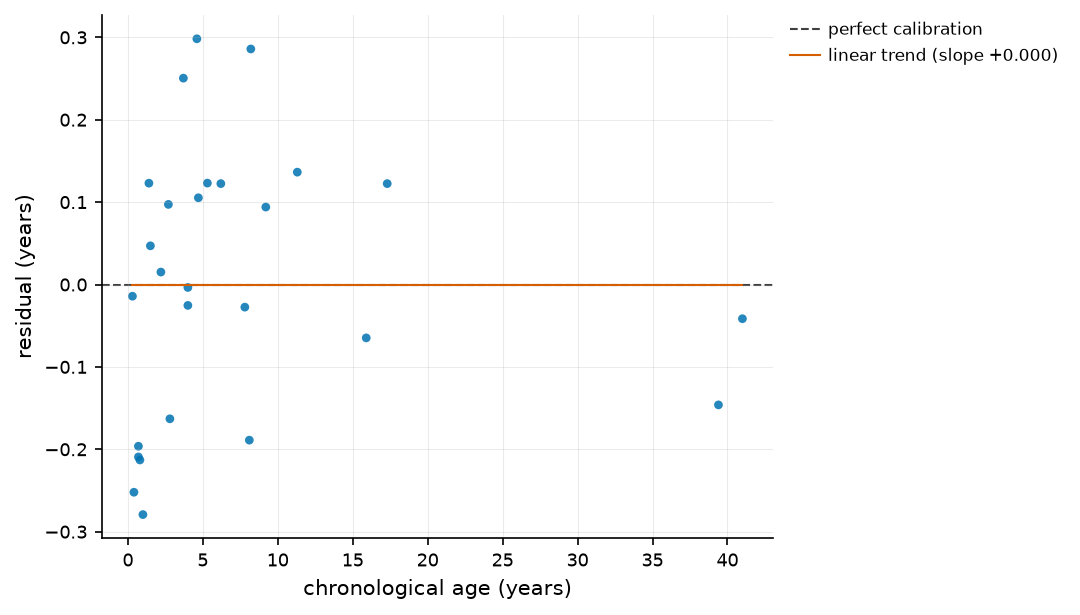 perfect calibration
linear trend (slope +0.000)
residual (years)
0.3
0.2
0.1
0.0
−0.1
−0.2
−0.3
0 5 10 15 20 25 30 35 40
chronological age (years)